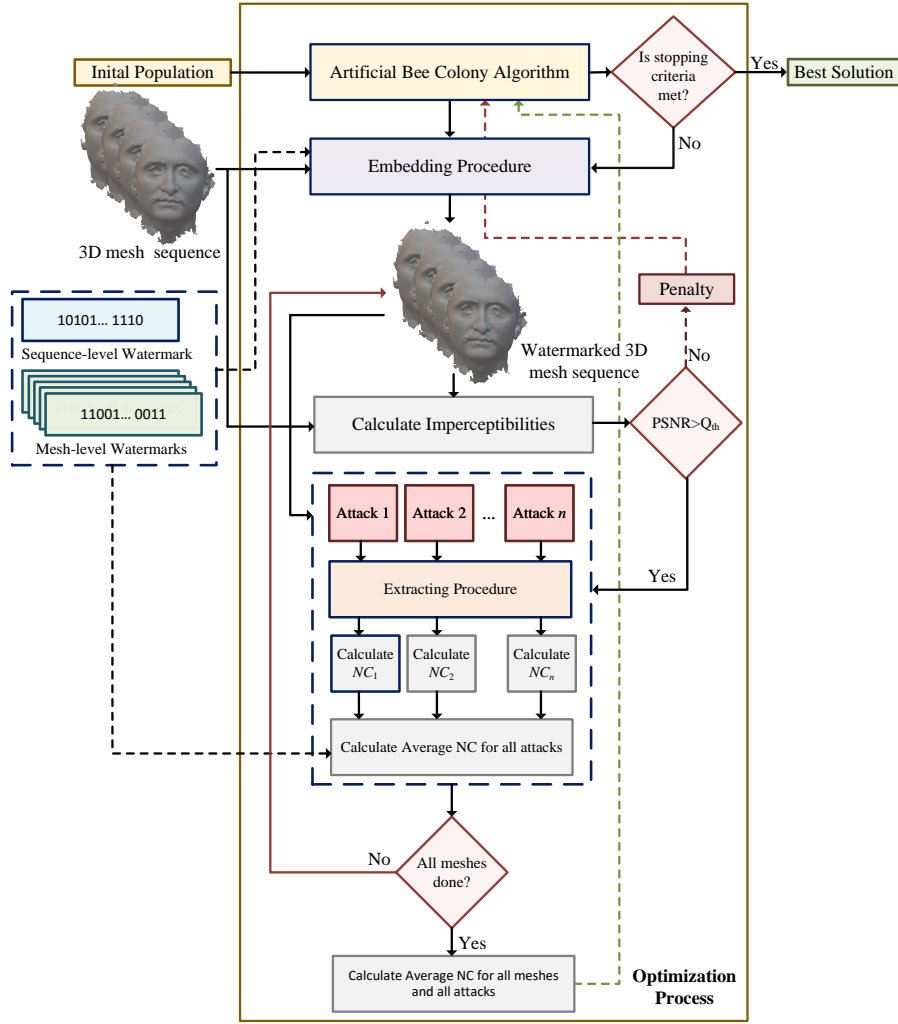 Inital Population
Artificial Bee Colony Algorithm
Is stopping
criteria
met?
Yes
Best Solution
No
Embedding Procedure
3D mesh sequence
10101... 1110
Sequence-level Watermark
11001... 0011
Mesh-level Watermarks
Watermarked 3D
mesh sequence
Penalty
No
Calculate Imperceptibilities
PSNR>Qth
Yes
Attack 1
Attack 2
...
Attack n
Extracting Procedure
Calculate
NC1
Calculate
NC2
Calculate
NCn
Calculate Average NC for all attacks
No
All meshes
done?
Yes
Calculate Average NC for all meshes
and all attacks
Optimization
Process